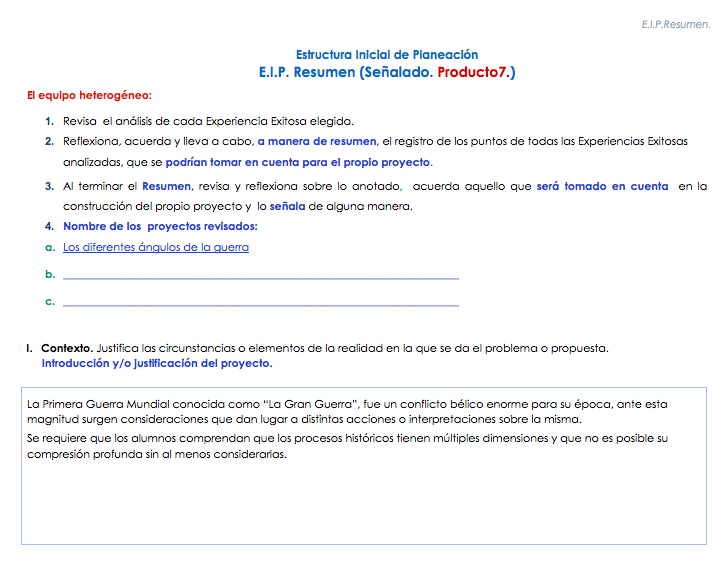 E.I.P.Resumen.
Estructura Inicial de Planeación
E.I.P. Resumen (Señalado. Producto7.)
El equipo heterogéneo:
1. Revisa el análisis de cada Experiencia Exitosa elegida.
2. Reflexiona, acuerda y lleva a cabo, a manera de resumen, el registro de los puntos de todas las Experiencias Exitosas
analizadas, que se podrían tomar en cuenta para el propio proyecto.
3. Al terminar el Resumen, revisa y reflexiona sobre lo anotado, acuerda aquello que será tomado en cuenta en la
construcción del propio proyecto y lo señala de alguna manera.
4. Nombre de los proyectos revisados:
a. Los diferentes ángulos de la guerra
b.
c.
I. Contexto. Justifica las circunstancias o elementos de la realidad en la que se da el problema o propuesta.
Introducción y/o justificación del proyecto.
La Primera Guerra Mundial conocida como “La Gran Guerra”, fue un conflicto bélico enorme para su época, ante esta
magnitud surgen consideraciones que dan lugar a distintas acciones o interpretaciones sobre la misma.
Se requiere que los alumnos comprendan que los procesos históricos tienen múltiples dimensiones y que no es posible su
compresión profunda sin al menos considerarlas.